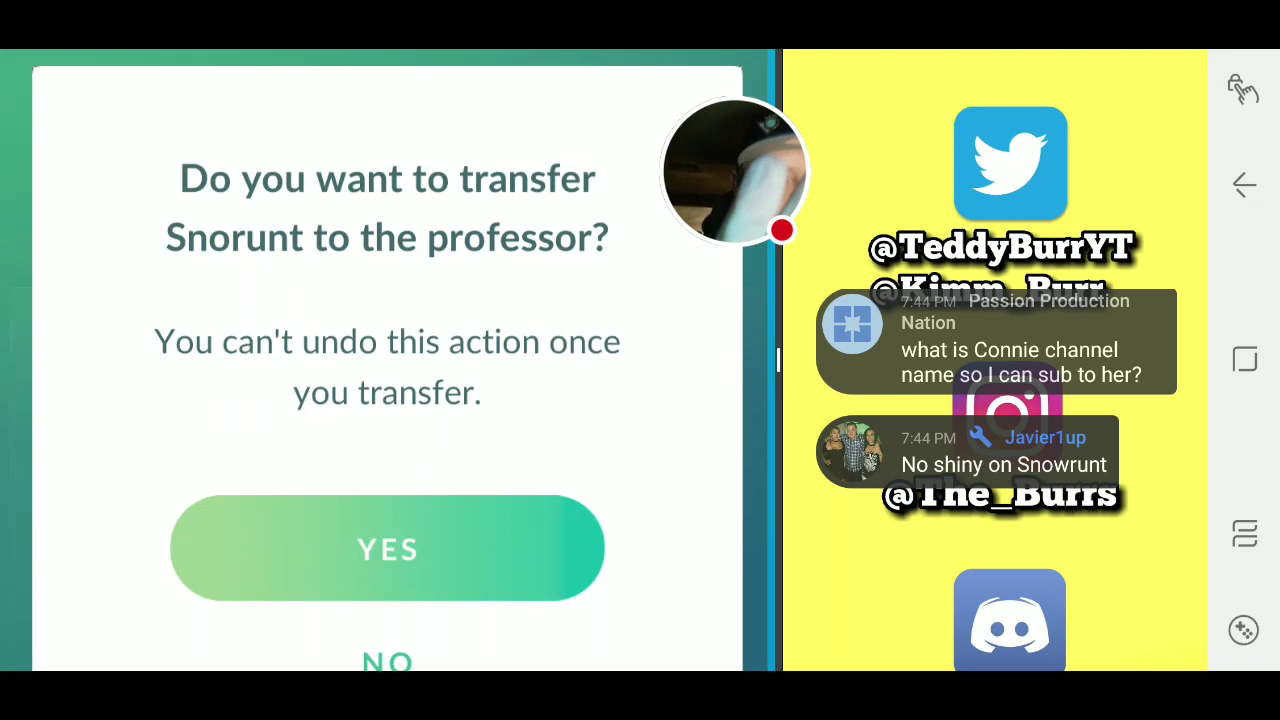 Do you want to transfer
Snorunt to the professor?
You can't undo this action once
you transfer.
YES
NO
@TeddyBurrYT
@Kimm_Burr
7:44 PM Passion Production
Nation
what is Connie channel
name so I can sub to her?
7:44 PM Javier1up
No shiny on Snowrunt
@The_Burrs